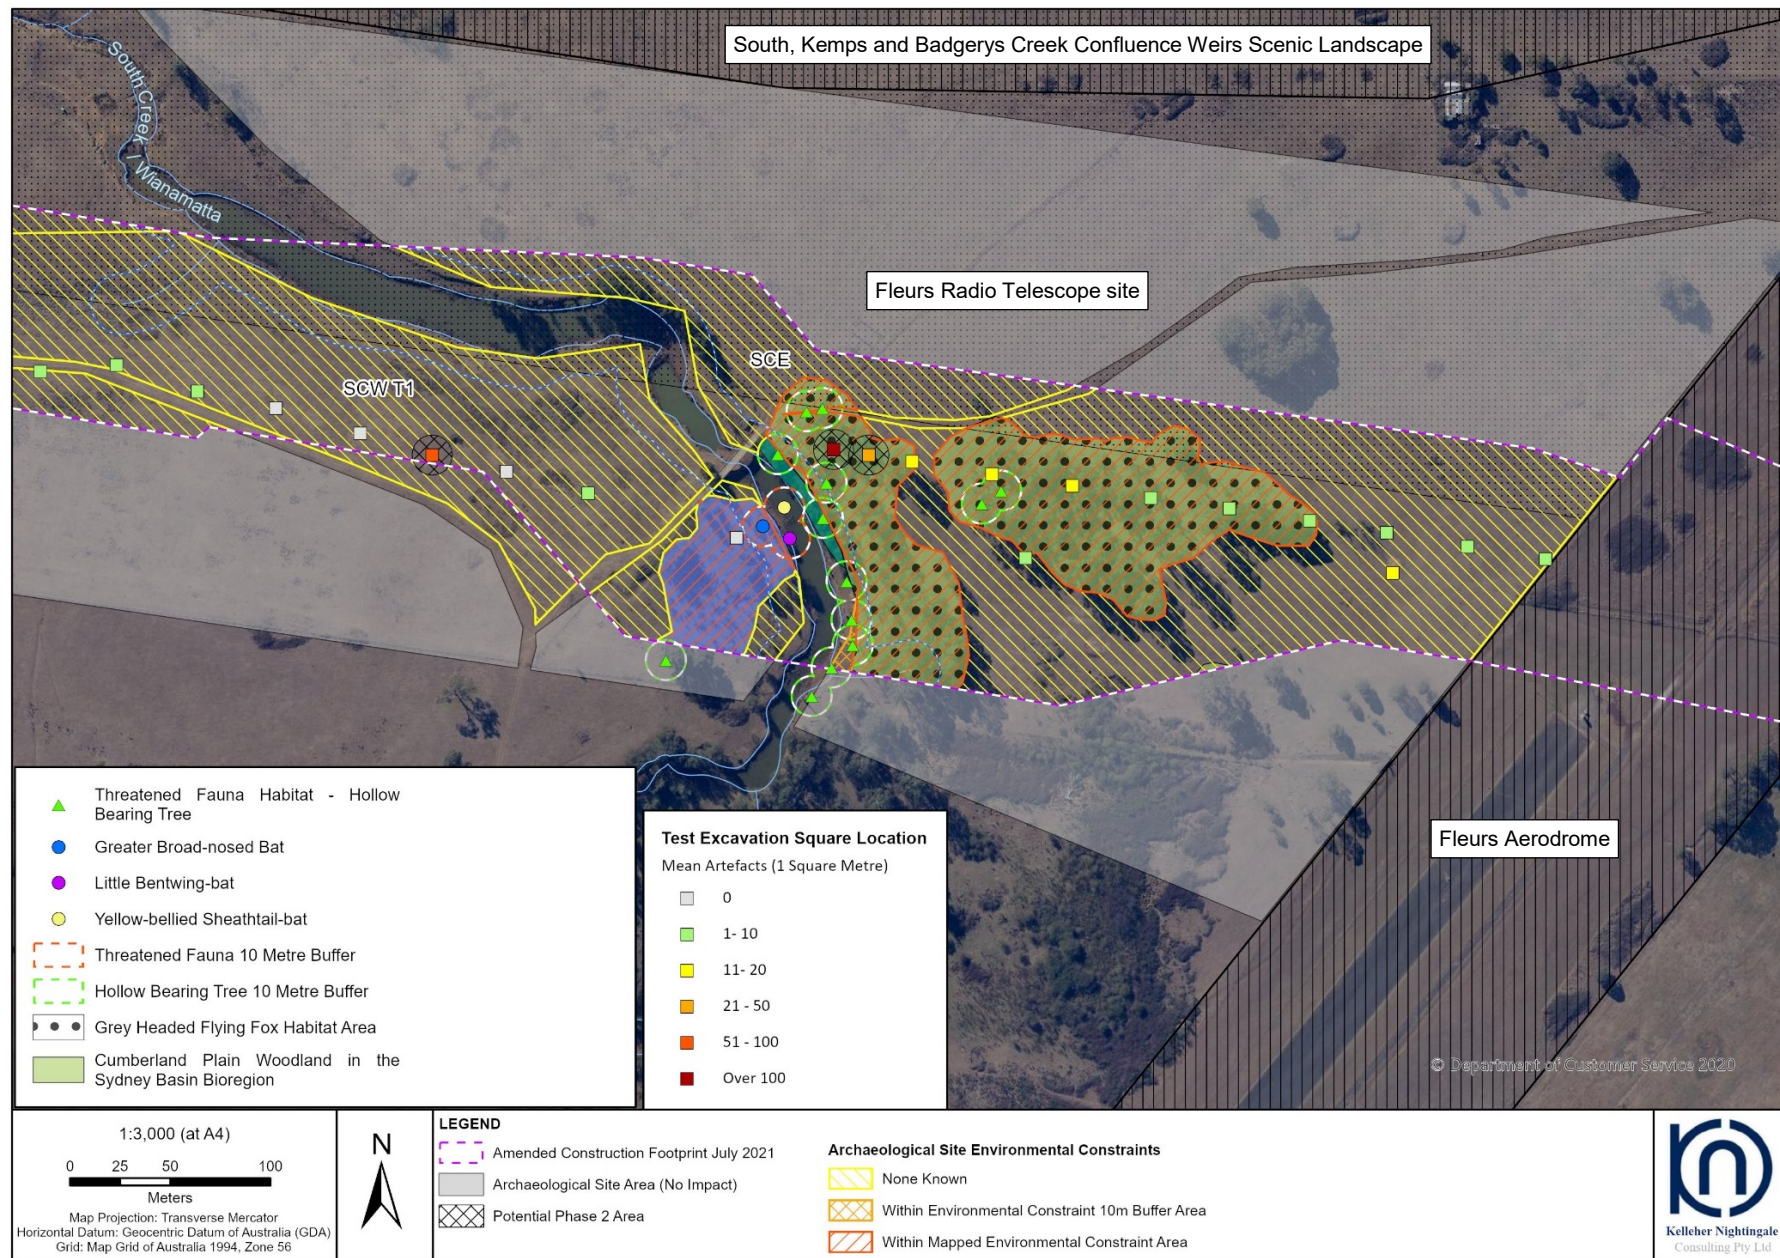 South, Kemps and Badgerys Creek Confluence Weirs Scenic Landscape
South Creek
/ Wianamatta
Fleurs Radio Telescope site
SCE
SCW T1
Fleurs Aerodrome
© Department of Customer Service 2020
Threatened Fauna Habitat - Hollow
Bearing Tree
Greater Broad-nosed Bat
Little Bentwing-bat
Yellow-bellied Sheathtail-bat
Threatened Fauna 10 Metre Buffer
Hollow Bearing Tree 10 Metre Buffer
Grey Headed Flying Fox Habitat Area
Cumberland Plain Woodland in the
Sydney Basin Bioregion
Test Excavation Square Location
Mean Artefacts (1 Square Metre)
0
1- 10
11- 20
21 - 50
51 - 100
Over 100
1:3,000 (at A4)
0 25 50 100
Meters
Map Projection: Transverse Mercator
Horizontal Datum: Geocentric Datum of Australia (GDA)
Grid: Map Grid of Australia 1994, Zone 56
N
LEGEND
Amended Construction Footprint July 2021
Archaeological Site Area (No Impact)
Potential Phase 2 Area
Archaeological Site Environmental Constraints
None Known
Within Environmental Constraint 10m Buffer Area
Within Mapped Environmental Constraint Area
Kelleher Nightingale
Consulting Pty Ltd